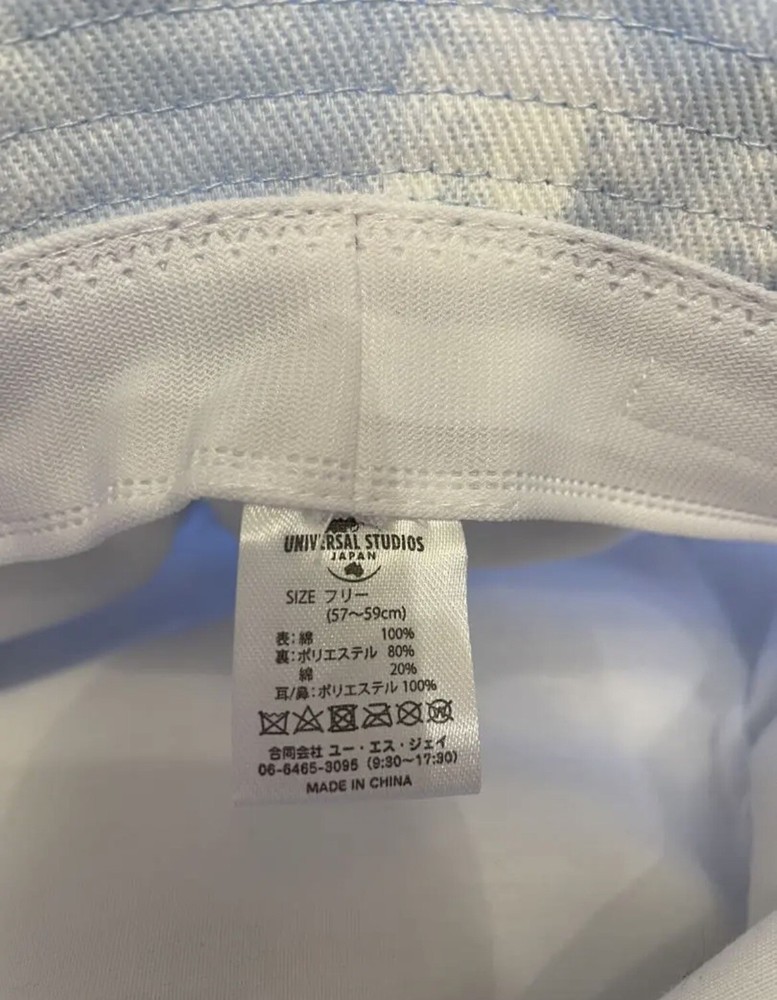 UNIVERSAL STUDIOS
JAPAN
SIZE フリー
(57～59cm)
表：綿 100%
裏：ポリエステル 80%
綿 20%
耳/鼻：ポリエステル 100%
合同会社 ユー・エス・ジェイ
06-6465-3095 (9:30～17:30)
MADE IN CHINA